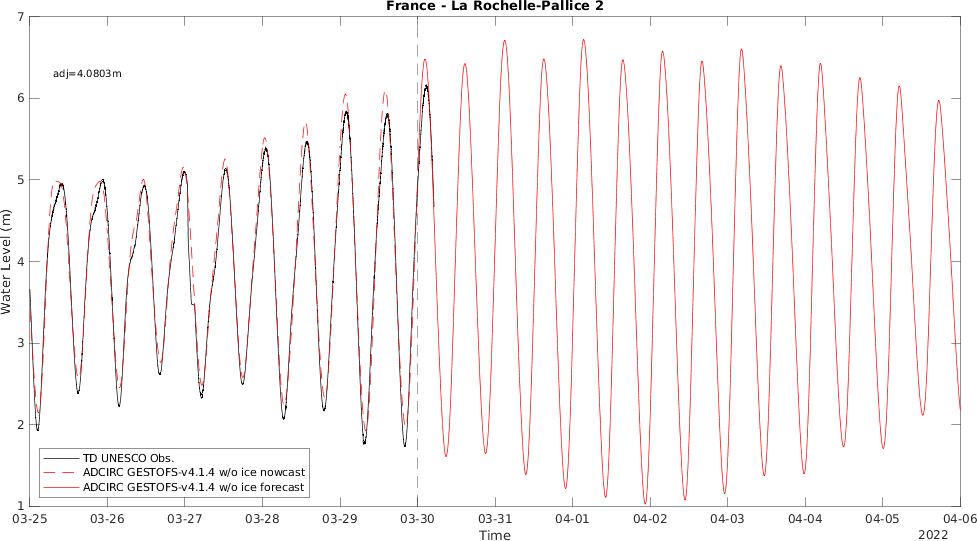 France - La Rochelle-Pallice 2
adj=4.0803m
7
6
5
4
3
2
1
Water Level (m)
TD UNESCO Obs.
ADCIRC GESTOFS-v4.1.4 w/o ice nowcast
ADCIRC GESTOFS-v4.1.4 w/o ice forecast
03-25 03-26 03-27 03-28 03-29 03-30 03-31 04-01 04-02 04-03 04-04 04-05 04-06
Time
2022